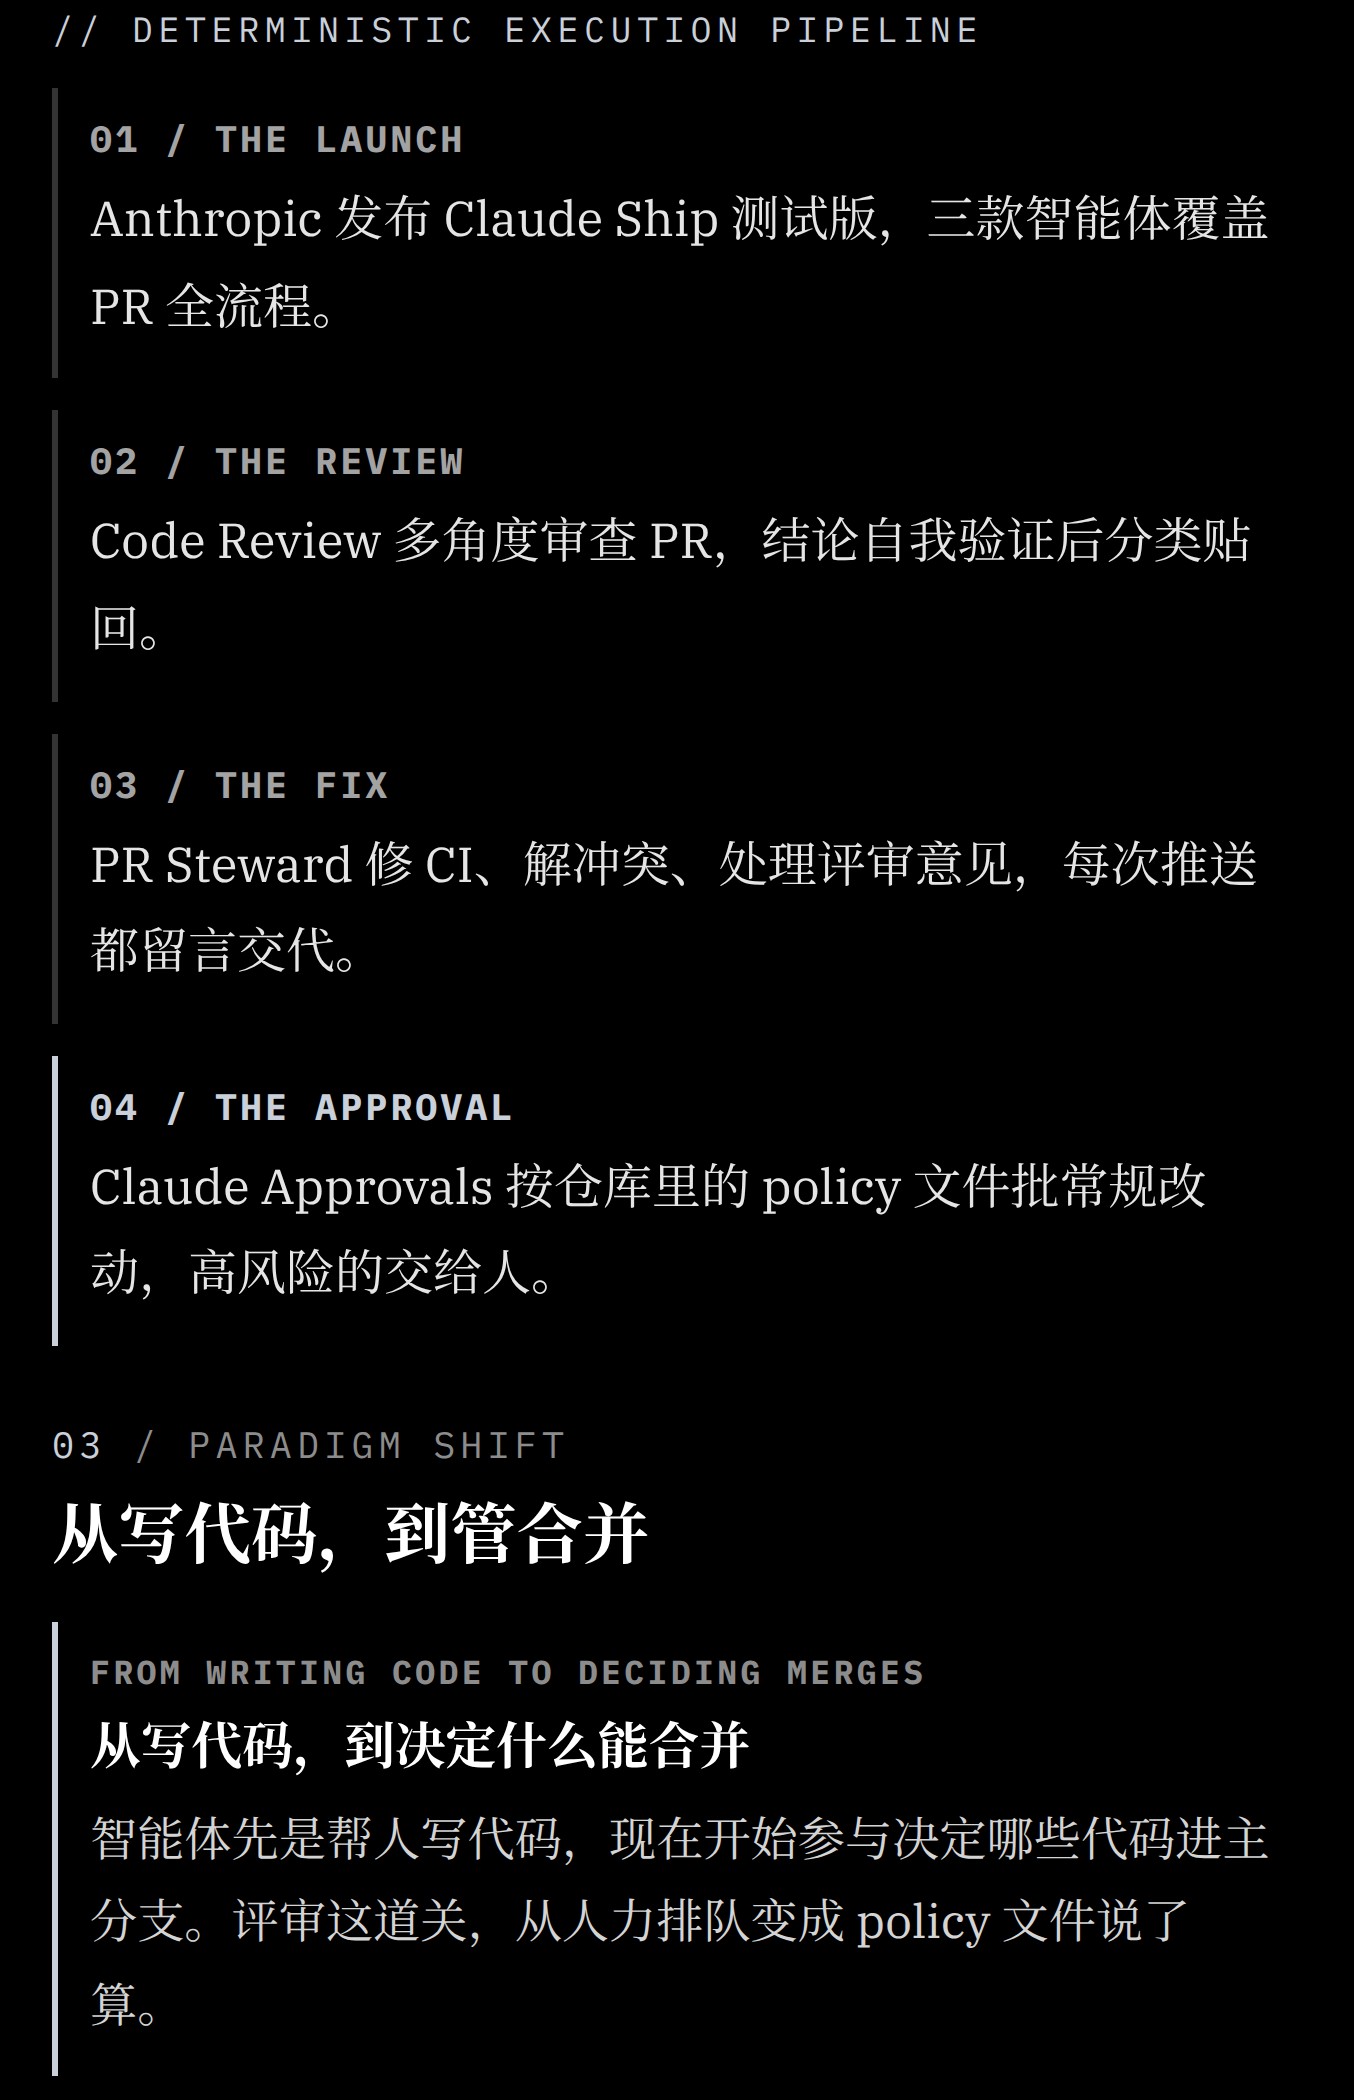 // DETERMINISTIC EXECUTION PIPELINE
01 / THE LAUNCH
Anthropic 发布 Claude Ship 测试版，三款智能体覆盖
PR 全流程。
02 / THE REVIEW
Code Review 多角度审查 PR，结论自我验证后分类贴
回。
03 / THE FIX
PR Steward 修 CI、解冲突、处理评审意见，每次推送
都留言交代。
04 / THE APPROVAL
Claude Approvals 按仓库里的 policy 文件批常规改
动，高风险的交给人。
03 / PARADIGM SHIFT
从写代码，到管合并
FROM WRITING CODE TO DECIDING MERGES
从写代码，到决定什么能合并
智能体先是帮人写代码，现在开始参与决定哪些代码进主
分支。评审这道关，从人力排队变成 policy 文件说了
算。